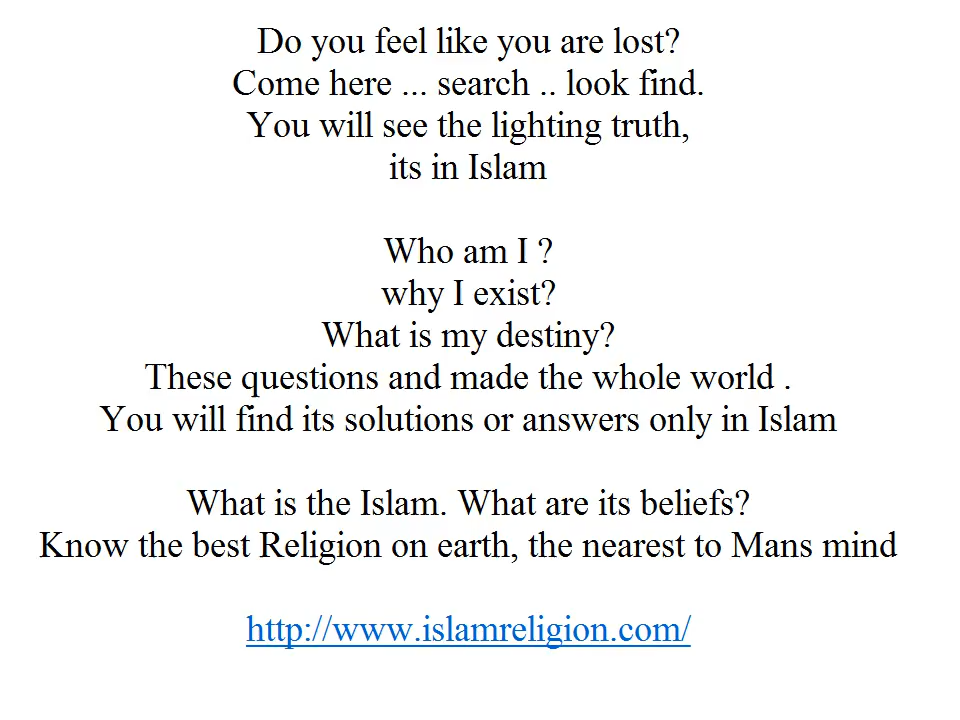 Do you feel like you are lost?
Come here ... search .. look find.
You will see the lighting truth,
its in Islam
Who am I ?
why I exist?
What is my destiny?
These questions and made the whole world .
You will find its solutions or answers only in Islam
What is the Islam. What are its beliefs?
Know the best Religion on earth, the nearest to Mans mind
http://www.islamreligion.com/